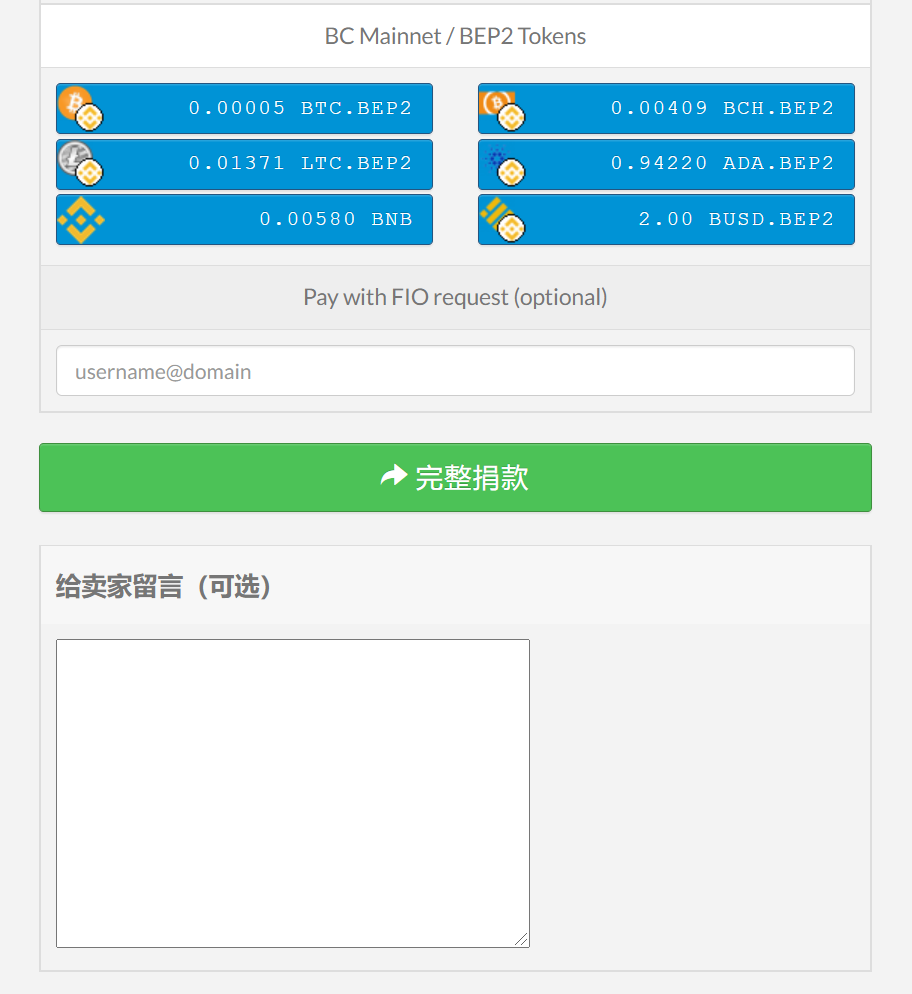 BC Mainnet / BEP2 Tokens
0.00005 BTC.BEP2
0.00409 BCH.BEP2
0.01371 LTC.BEP2
0.94220 ADA.BEP2
0.00580 BNB
2.00 BUSD.BEP2
Pay with FIO request (optional)
username@domain
完整捐款
给卖家留言（可选）